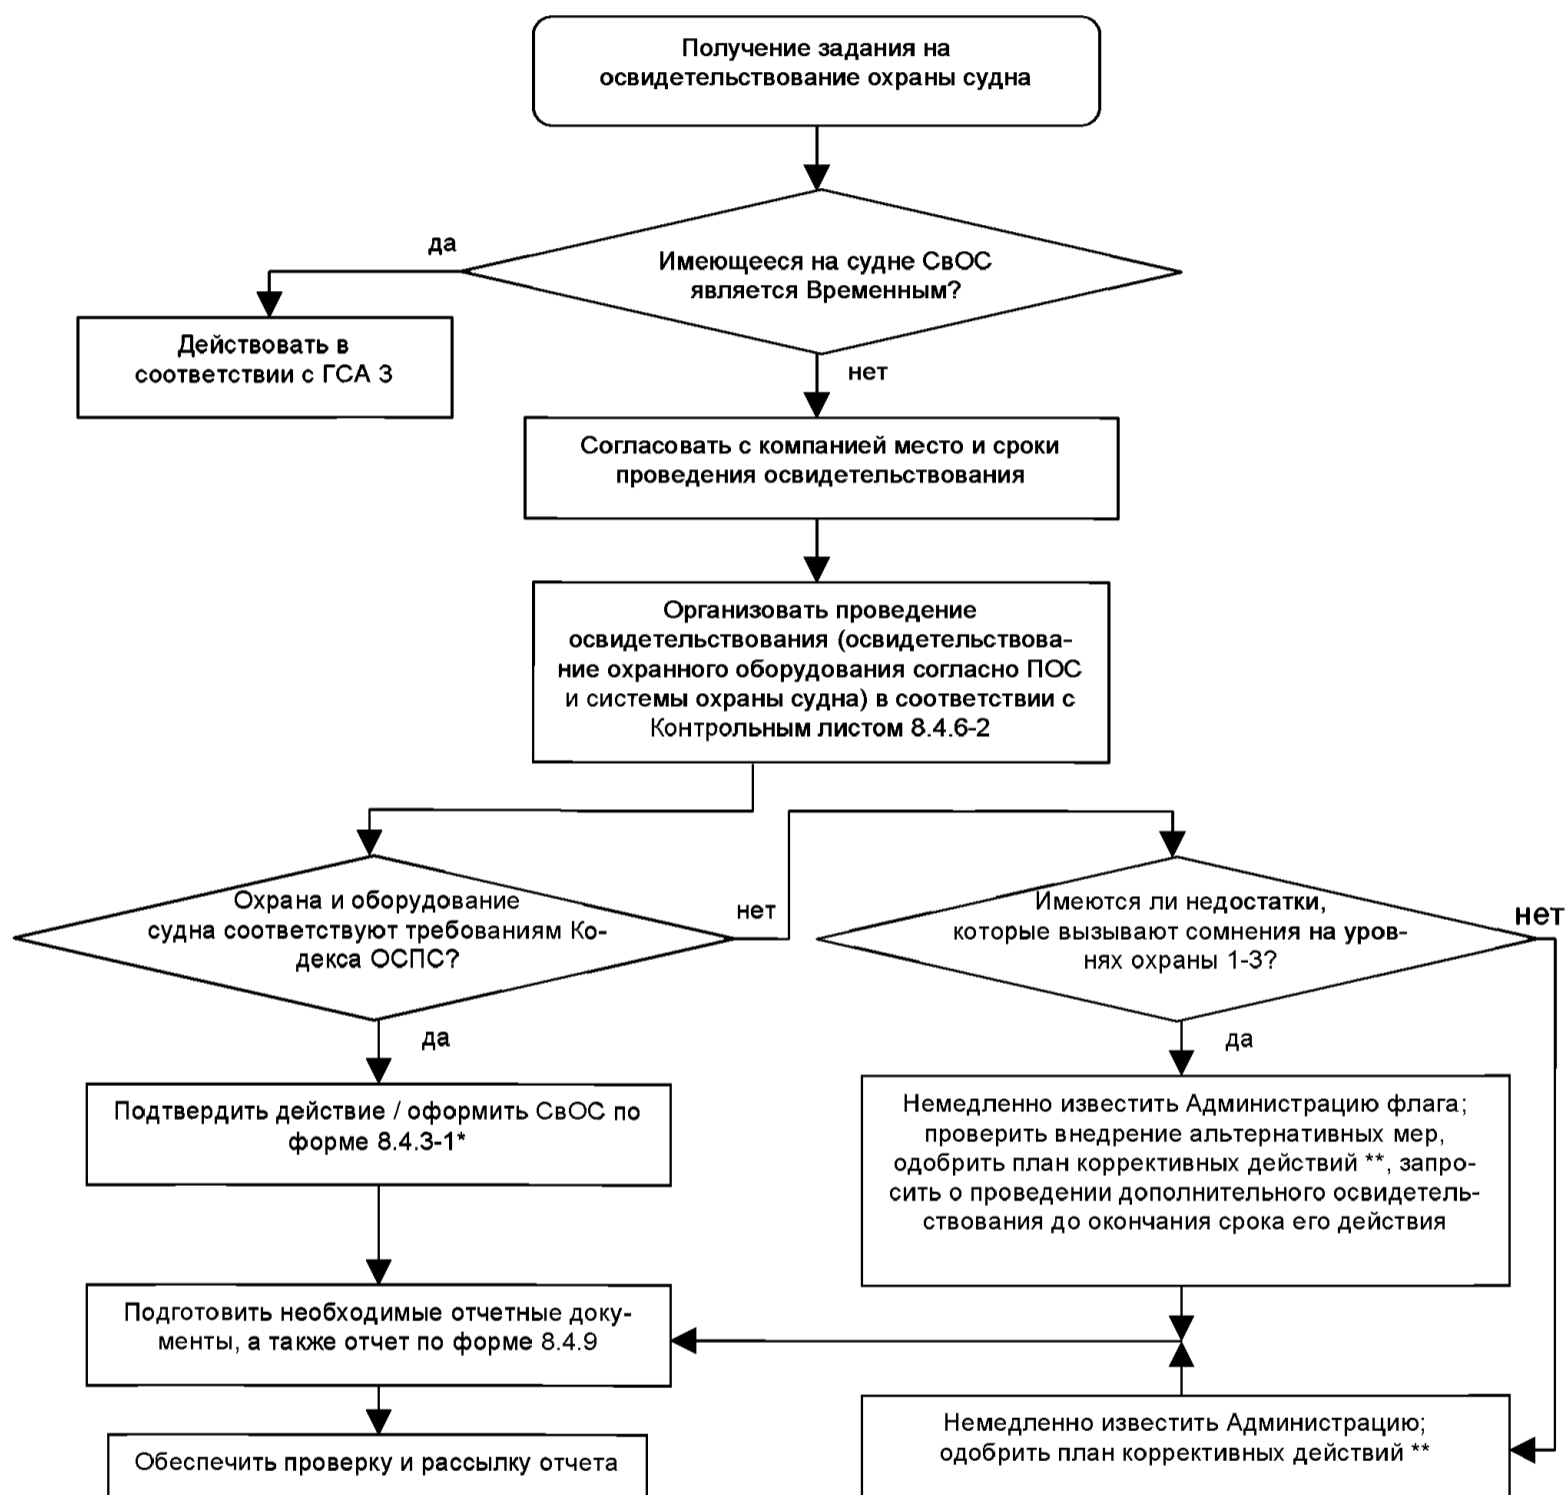 Получение задания на
освидетельствование охраны судна
да
Имеющееся на судне СвОС
является Временным?
Действовать в
соответствии с ГСА 3
нет
Согласовать с компанией место и сроки
проведения освидетельствования
Организовать проведение
освидетельствования (освидетельствова-
ние охранного оборудования согласно ПОС
и системы охраны судна) в соответствии с
Контрольным листом 8.4.6-2
Охрана и оборудование
судна соответствуют требованиям Ко-
декса ОСПС?
нет
Имеются ли недостатки,
которые вызывают сомнения на уров-
нях охраны 1-3?
нет
да
да
Подтвердить действие / оформить СвОС по
форме 8.4.3-1*
Немедленно известить Администрацию флага;
проверить внедрение альтернативных мер,
одобрить план коррективных действий **, запро-
сить о проведении дополнительного освидетель-
ствования до окончания срока его действия
Подготовить необходимые отчетные доку-
менты, а также отчет по форме 8.4.9
Немедленно известить Администрацию;
одобрить план коррективных действий **
Обеспечить проверку и рассылку отчета